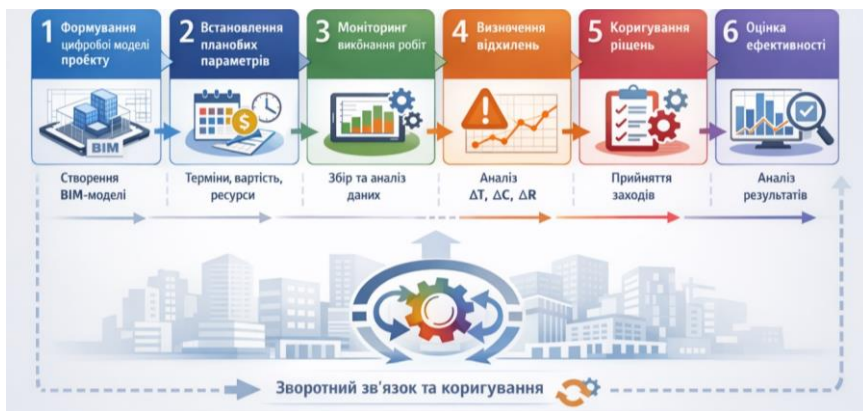 1 Формування
цифробої моделі
проєкту
2 Встановлення
планобих
параметрів
3 Моніторинг
виконання робіт
4 Визначення
відхилень
5 Коригування
рішень
6 Оцінка
ефективності
BIM
$
Створення
BIM-моделі
Терміни, вартість,
ресурси
Збір та аналіз
даних
Аналіз
ΔT, ΔC, ΔR
Прийняття
заходів
Аналіз
результатів
Зворотний зв'язок та коригування